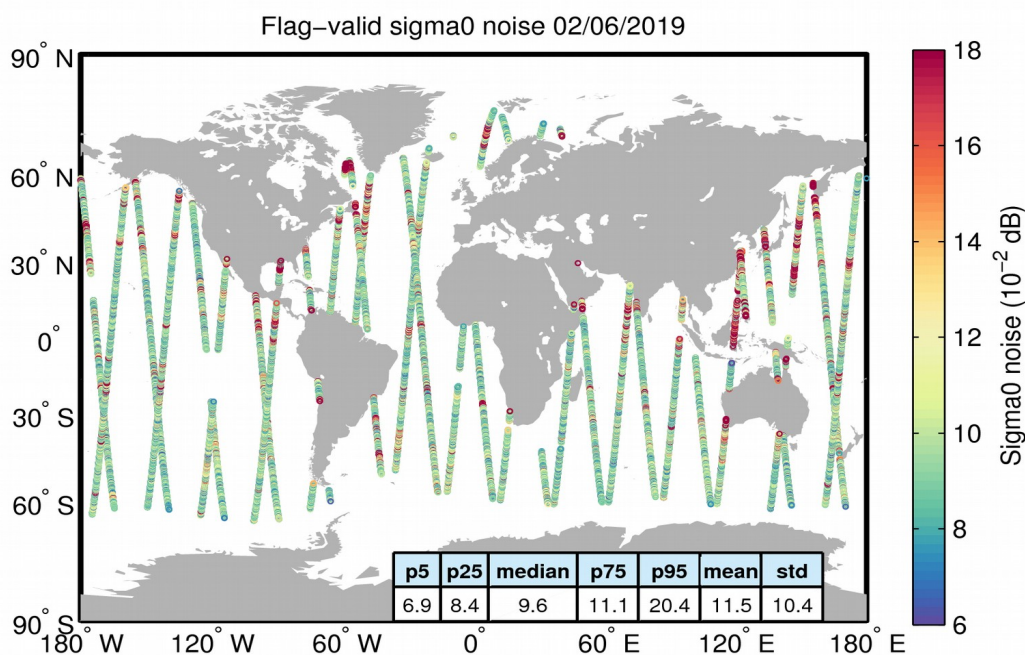 Flag−valid sigma0 noise 02/06/2019
90° N
60° N
30° N
0°
30° S
60° S
90° S
180° W
120° W
60° W
0°
60° E
120° E
180° E
p5 p25 median p75 p95 mean std
6.9 8.4 9.6 11.1 20.4 11.5 10.4
18
16
14
12
10
8
6
Sigma0 noise (10⁻² dB)